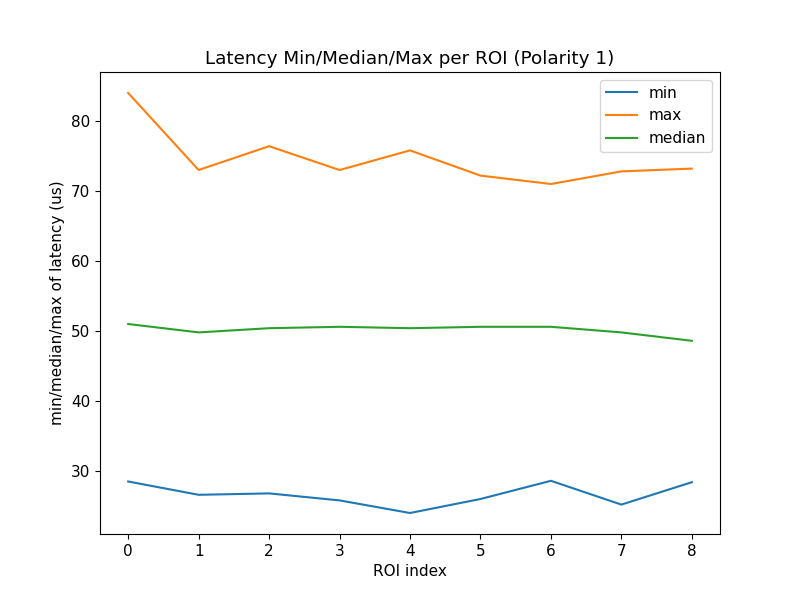 Latency Min/Median/Max per ROI (Polarity 1)
min
max
median
80
70
60
50
40
30
min/median/max of latency (us)
0 1 2 3 4 5 6 7 8
ROI index